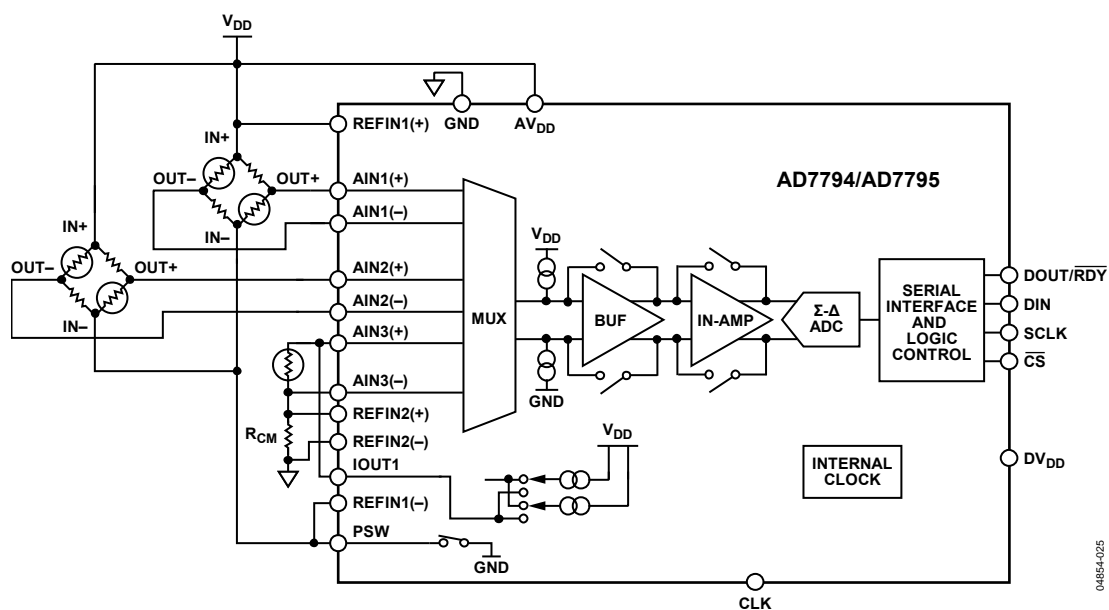 VDD
GND
AVDD
REFIN1(+)
IN+
OUT–
OUT+
IN–
AIN1(+)
AIN1(–)
AD7794/AD7795
IN+
OUT–
OUT+
IN–
AIN2(+)
AIN2(–)
AIN3(+)
AIN3(–)
REFIN2(+)
RCM
REFIN2(–)
IOUT1
REFIN1(–)
PSW
GND
MUX
VDD
GND
BUF
IN-AMP
Σ-Δ
ADC
SERIAL
INTERFACE
AND
LOGIC
CONTROL
DOUT/RDY
DIN
SCLK
CS
VDD
INTERNAL
CLOCK
DVDD
CLK
04854-025